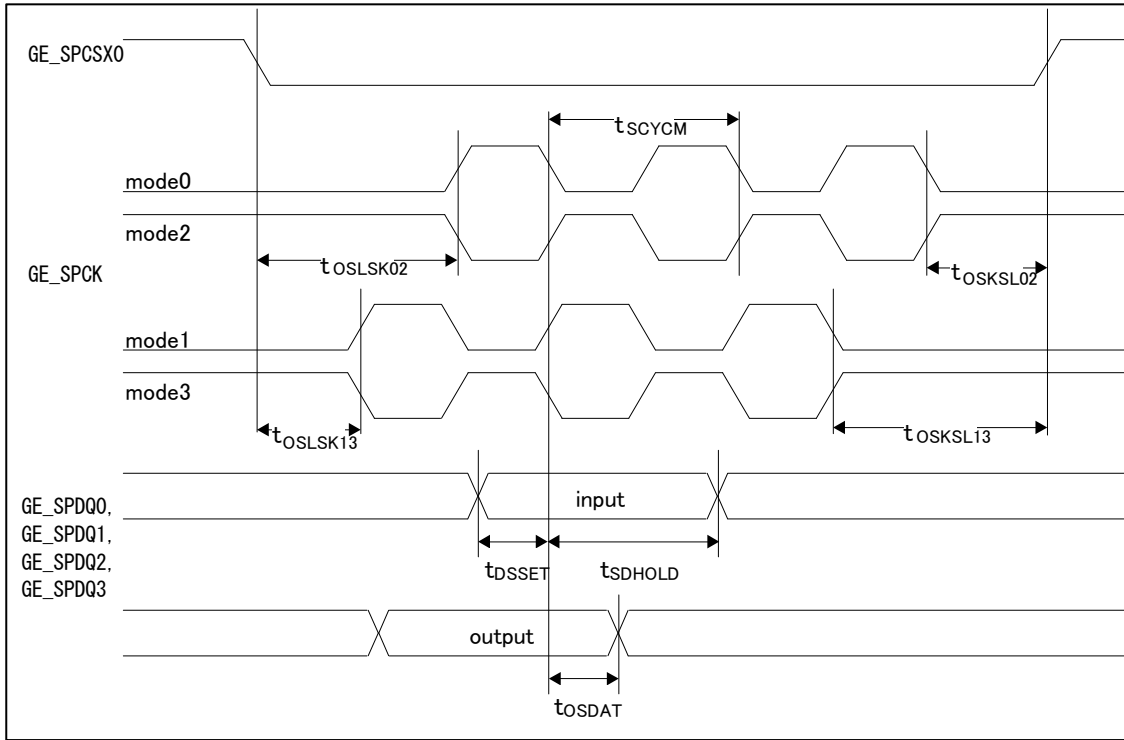 GE_SPCSX0
tSCYCM
mode0
mode2
tOSLSK02
tOSKSL02
GE_SPCK
mode1
mode3
tOSLSK13
tOSKSL13
input
GE_SPDQ0,
GE_SPDQ1,
GE_SPDQ2,
GE_SPDQ3
tDSSET
tSDHOLD
output
tOSDAT